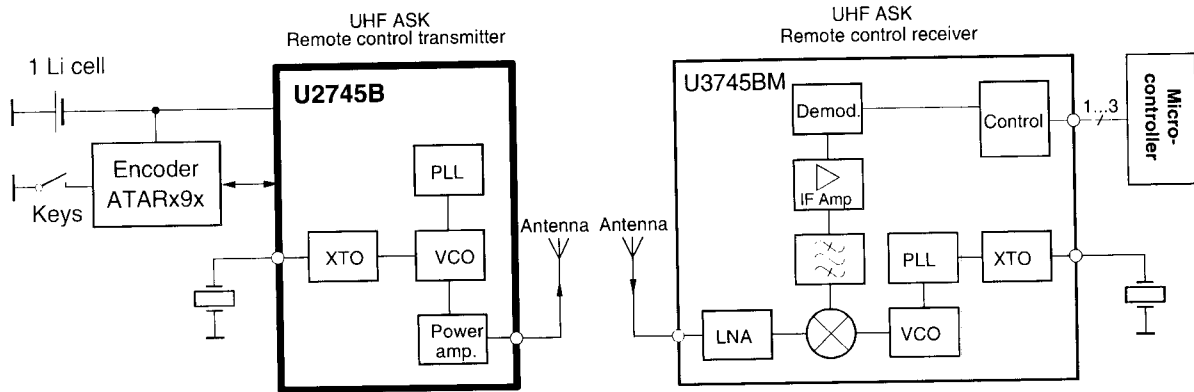 UHF ASK
Remote control transmitter
1 Li cell
U2745B
Encoder
ATARx9x
Keys
PLL
XTO
VCO
Power
amp.
Antenna
UHF ASK
Remote control receiver
U3745BM
Demod.
Control
1...3
Micro-
controller
IF Amp
Antenna
PLL
XTO
LNA
VCO